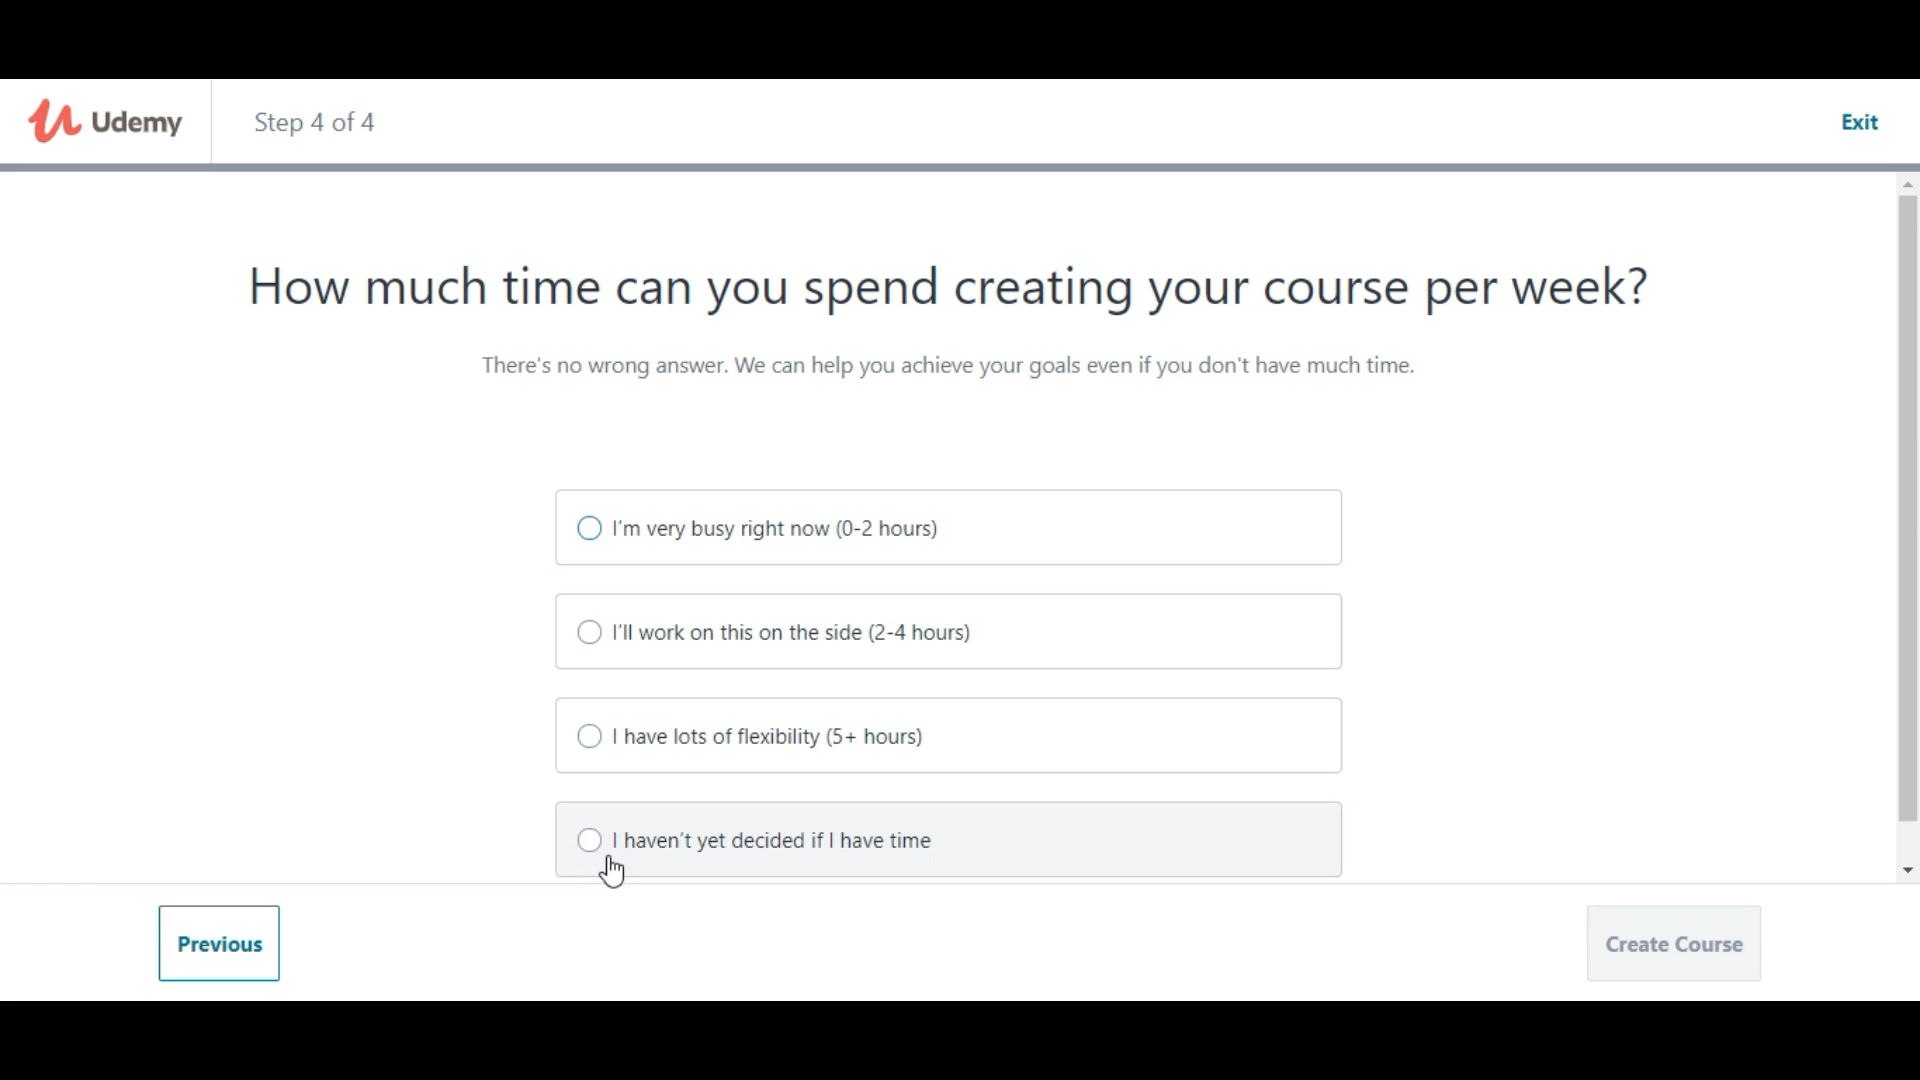 Udemy
Step 4 of 4
Exit
How much time can you spend creating your course per week?
There's no wrong answer. We can help you achieve your goals even if you don't have much time.
I'm very busy right now (0-2 hours)
I'll work on this on the side (2-4 hours)
I have lots of flexibility (5+ hours)
I haven't yet decided if I have time
Previous
Create Course